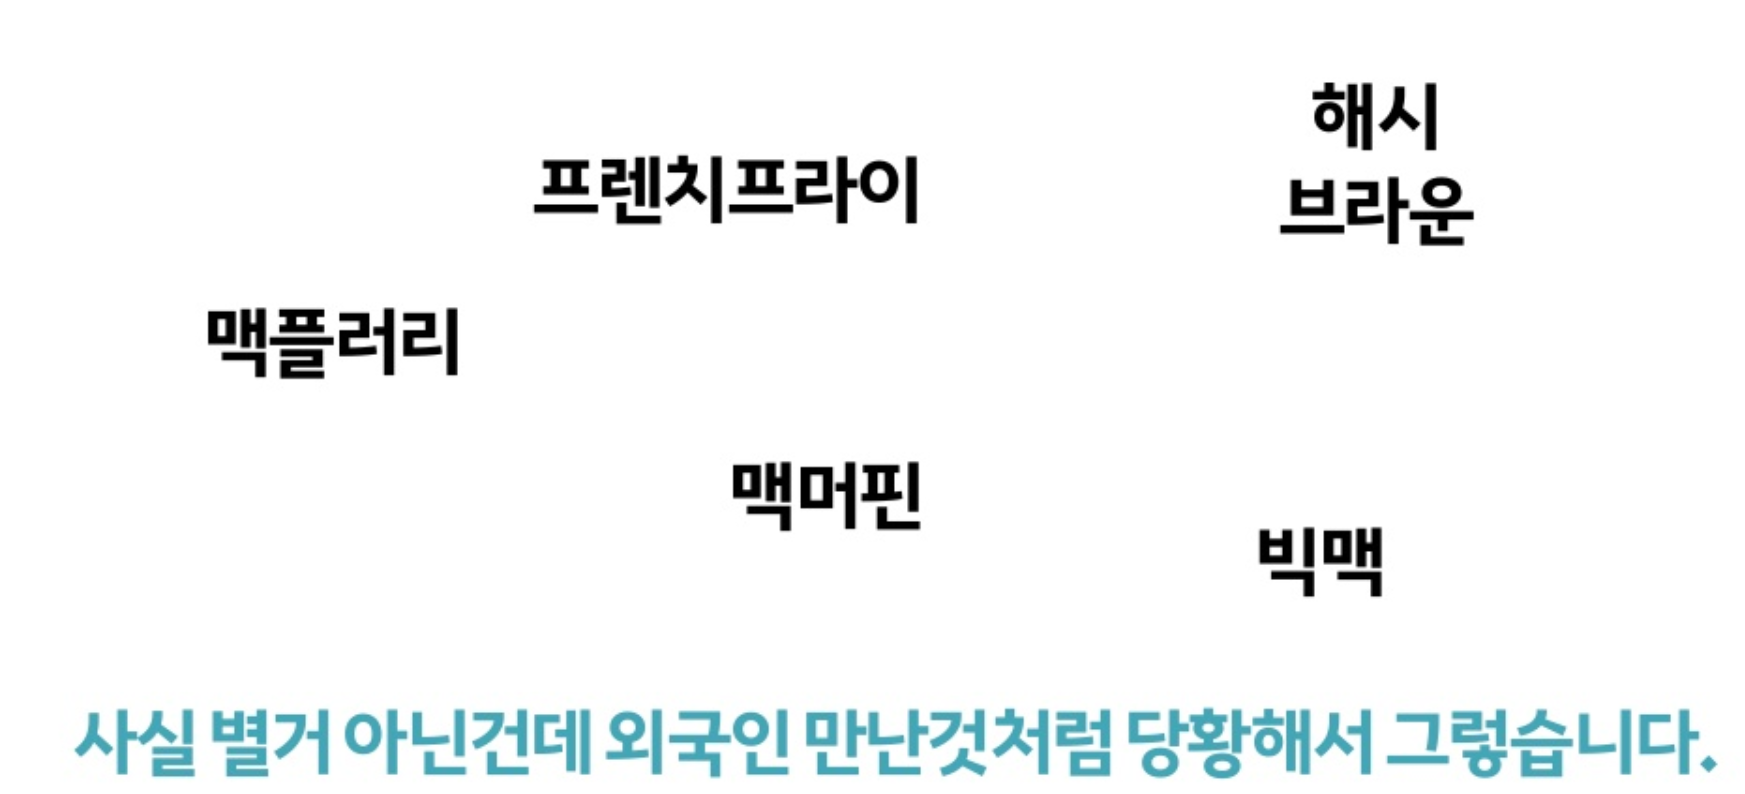 해시
브라운
프렌치프라이
맥플러리
맥머핀
빅맥
사실 별거 아닌건데 외국인 만난것처럼 당황해서 그렇습니다.